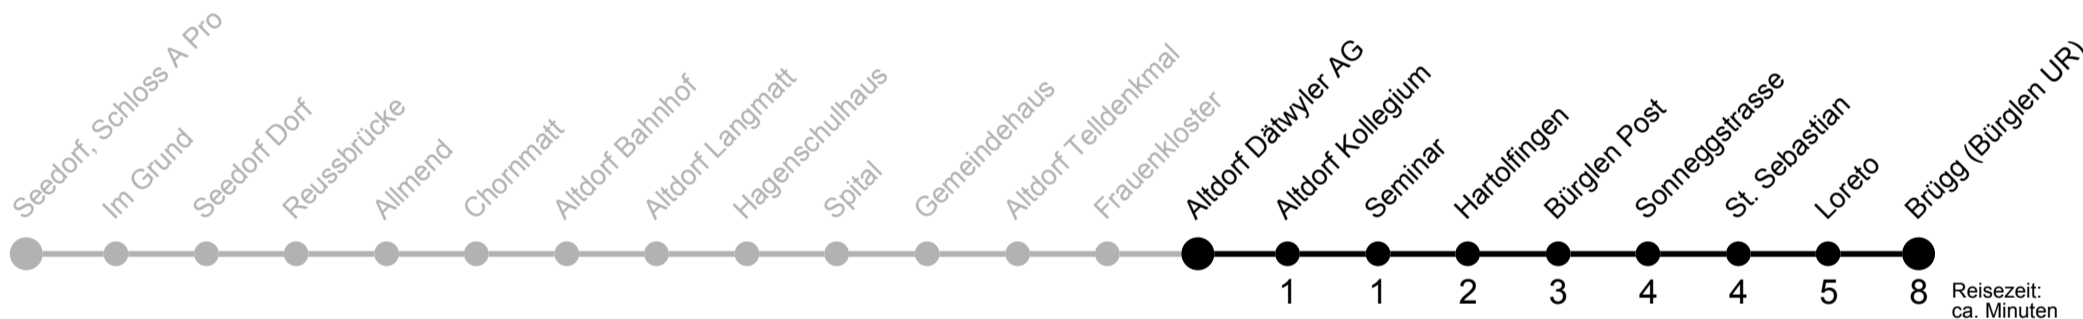 Seedorf, Schloss A Pro
Im Grund
Seedorf Dorf
Reussbrücke
Allmend
Chornmatt
Altdorf Bahnhof
Altdorf Langmatt
Hagenschulhaus
Spital
Gemeindehaus
Altdorf Telldenkmal
Frauenkloster
Altdorf Dätwyler AG
Altdorf Kollegium
Seminar
Hartolfingen
Bürglen Post
Sonneggstrasse
St. Sebastian
Loreto
Brügg (Bürglen UR)
1 1 2 3 4 4 5 8
Reisezeit:
ca. Minuten